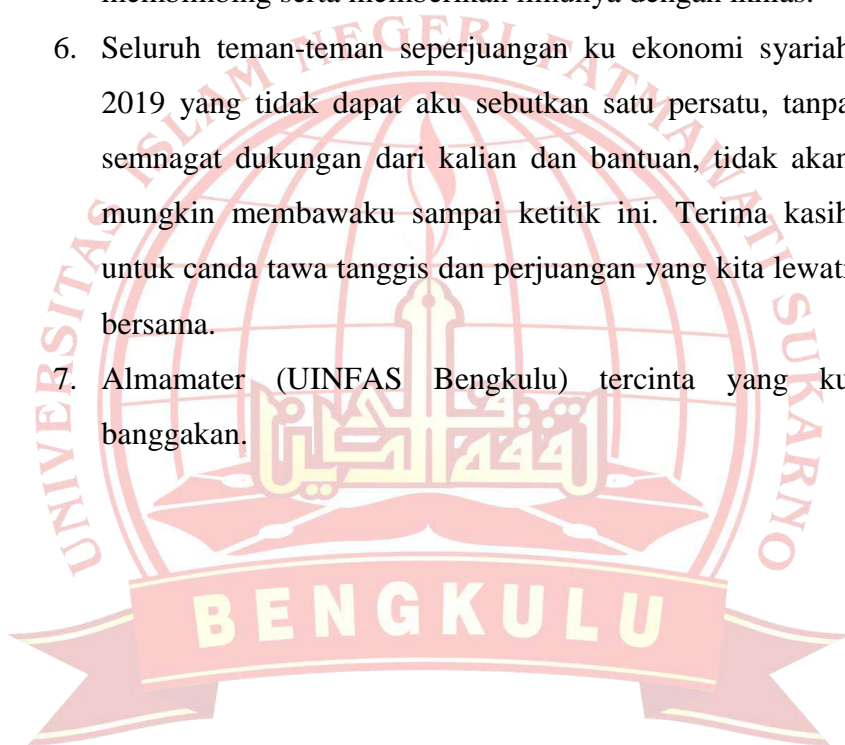 membimbing serta memberikan ilmunya dengan ikhlas.
6. Seluruh teman-teman seperjuangan ku ekonomi syariah
2019 yang tidak dapat aku sebutkan satu persatu, tanpa
semnagat dukungan dari kalian dan bantuan, tidak akan
mungkin membawaku sampai ketitik ini. Terima kasih
untuk canda tawa tanggis dan perjuangan yang kita lewati
bersama.
7. Almamater (UINFAS Bengkulu) tercinta yang ku
banggakan.
UNIVERSITAS ISLAM NEGERI FATMAWATI SUKARNO
BENGKULU